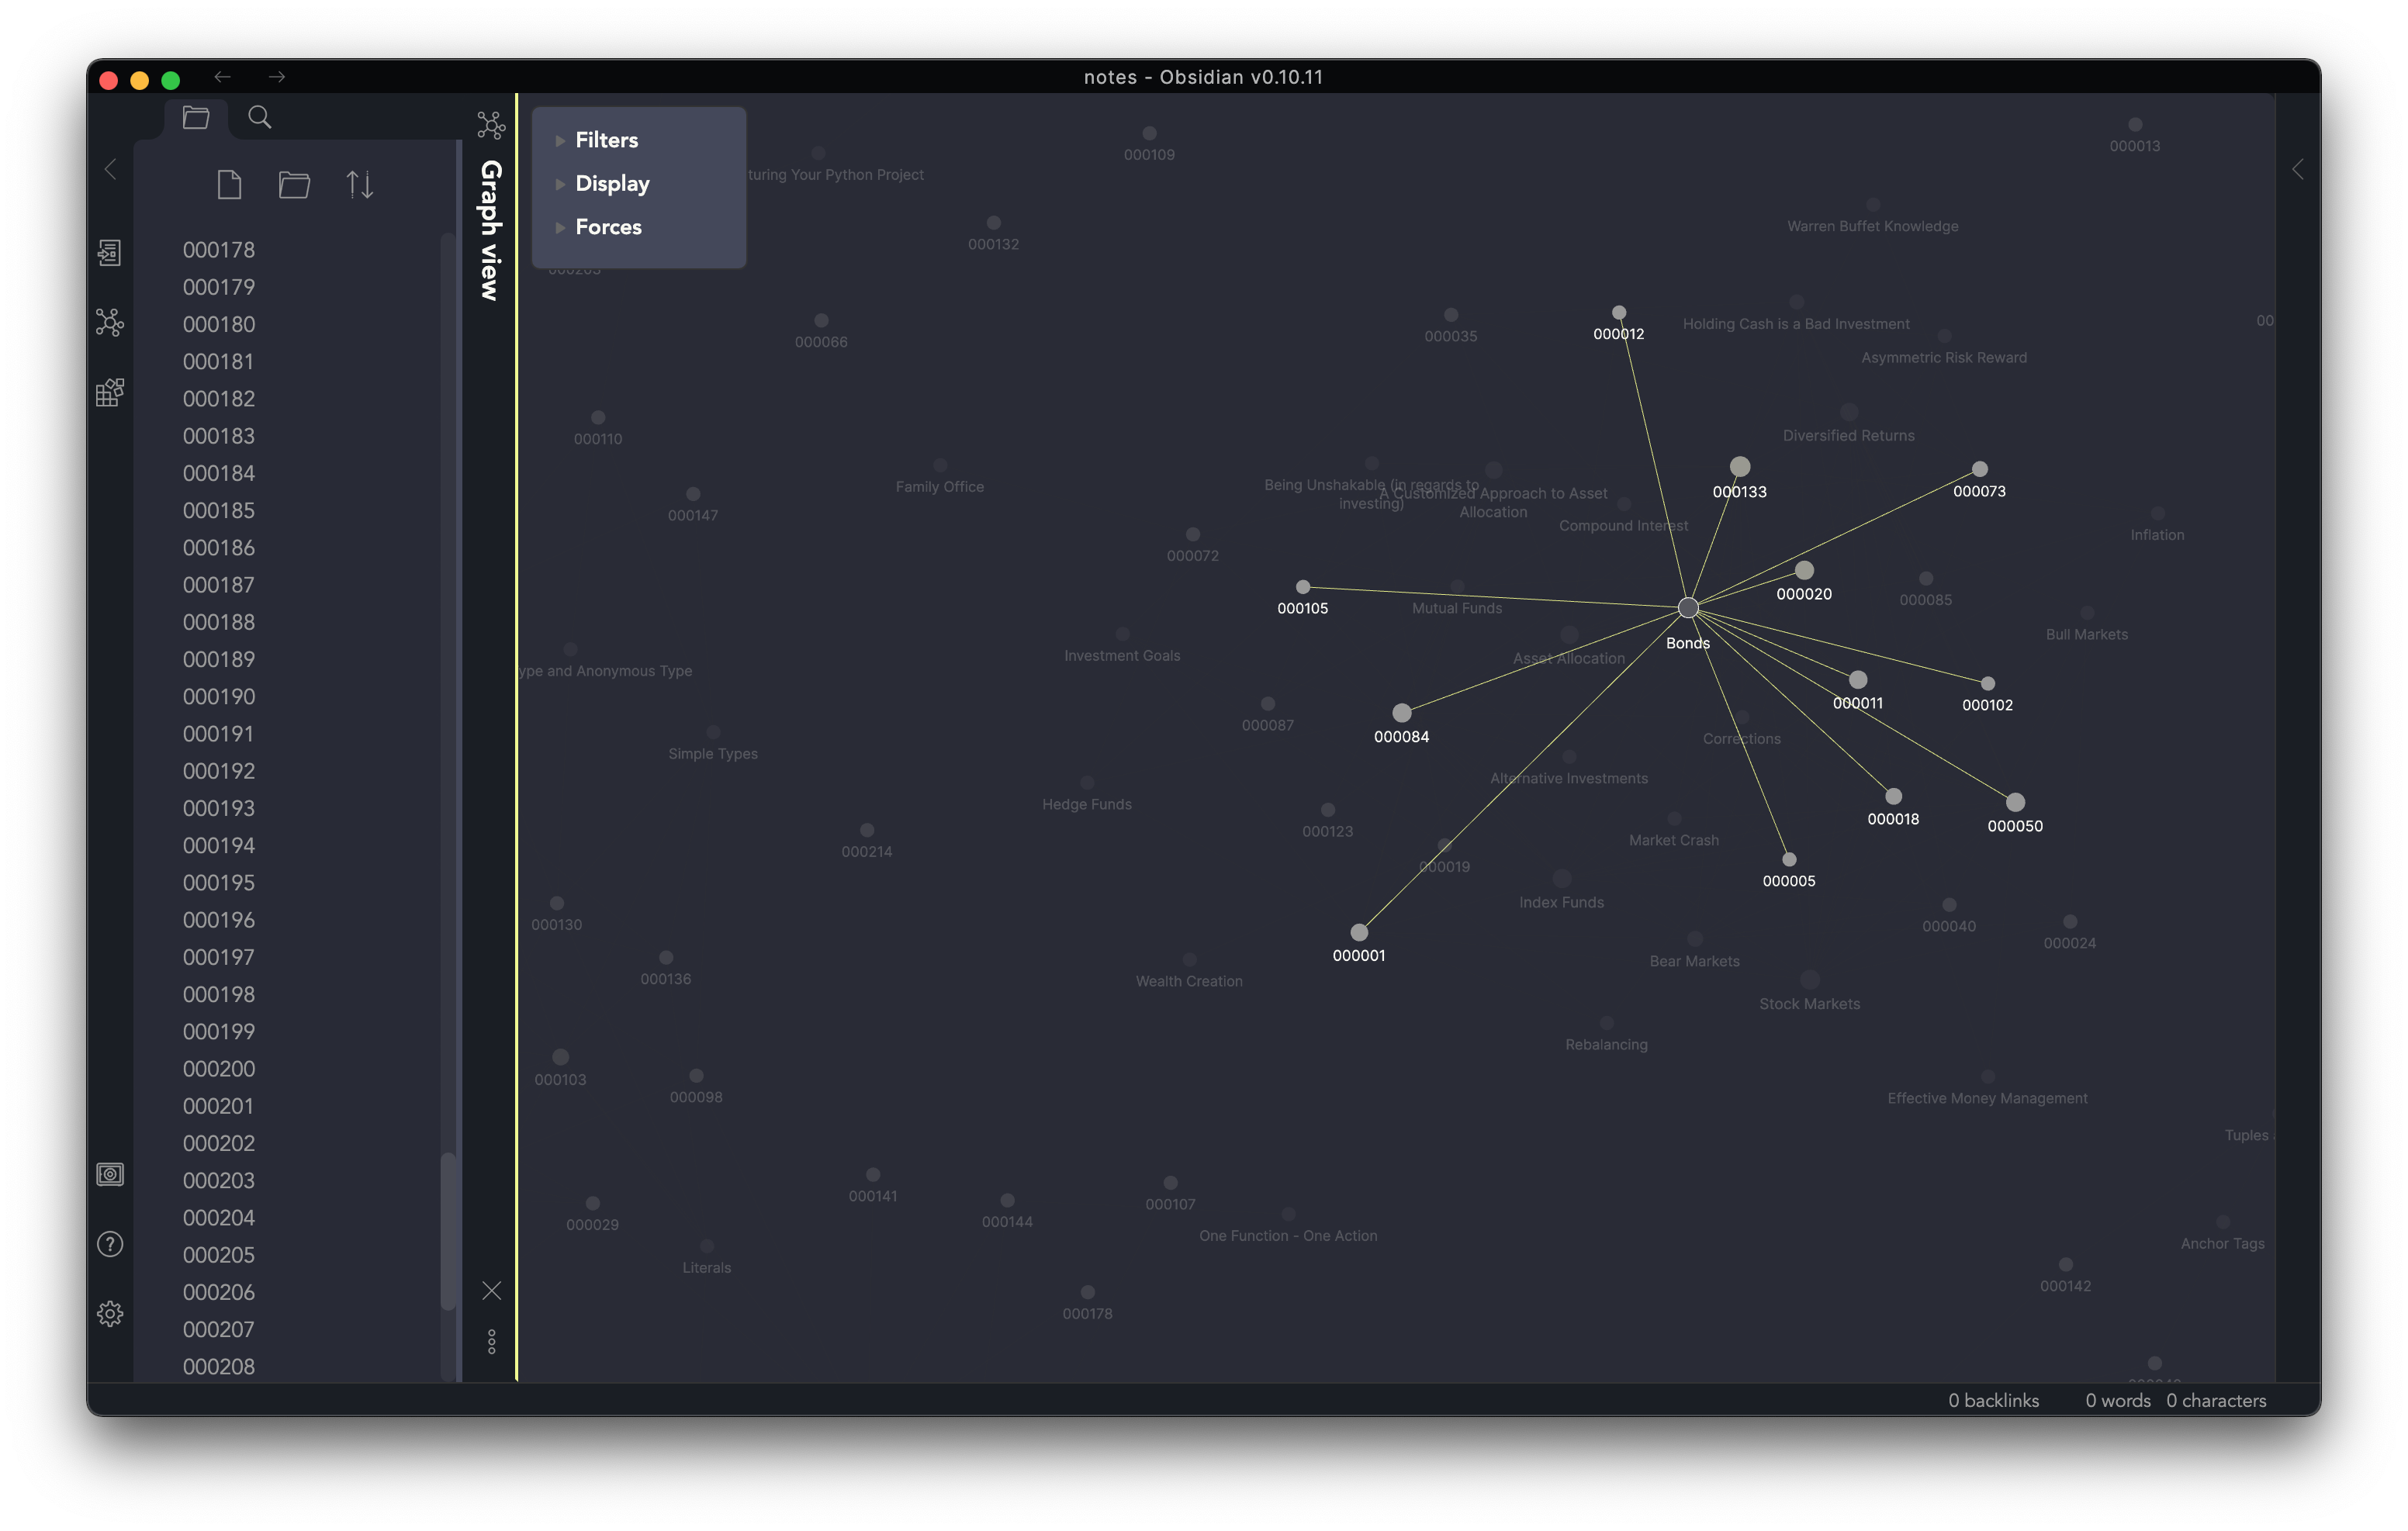 notes - Obsidian v0.10.11
Graph view
Filters
Display
Forces
000178
000179
000180
000181
000182
000183
000184
000185
000186
000187
000188
000189
000190
000191
000192
000193
000194
000195
000196
000197
000198
000199
000200
000201
000202
000203
000204
000205
000206
000207
000208
000109
000013
turing Your Python Project
Warren Buffet Knowledge
000132
00
Holding Cash is a Bad Investment
000012
000035
000066
Asymmetric Risk Reward
Diversified Returns
000110
Family Office
Being Unshakable (in regards to
investing)
A Customized Approach to Asset
Allocation
000133
000073
000147
Compound Interest
Inflation
000072
000020
000085
000105
Mutual Funds
Bull Markets
Bonds
Investment Goals
Asset Allocation
ype and Anonymous Type
000011
000102
000087
000084
Corrections
Simple Types
Alternative Investments
Hedge Funds
000018
000050
000123
Market Crash
000214
000019
000005
Index Funds
000130
000040
000024
000001
Bear Markets
000136
Wealth Creation
Stock Markets
Rebalancing
000103
000098
Effective Money Management
Tuples
000141
000107
000144
000029
One Function - One Action
Anchor Tags
Literals
000142
000178
0 backlinks 0 words 0 characters